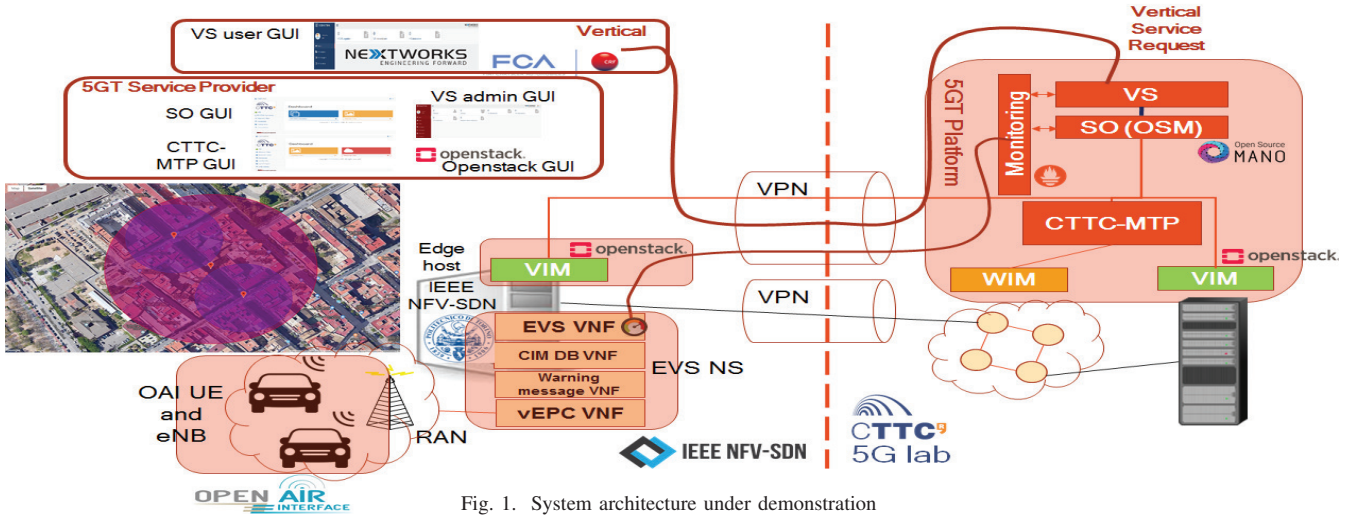 VS user GUI
NEXTWORKS
ENGINEERING FORWARD
Vertical
FCA
CRF
5GT Service Provider
SO GUI
CTTC
VS admin GUI
CTTC-
MTP GUI
CTTC
openstack.
Openstack GUI
Vertical
Service
Request
5GT Platform
Monitoring
VS
SO (OSM)
Open Source
MANO
CTTC-MTP
openstack.
WIM
VIM
VPN
VPN
Edge
host
IEEE
NFV-SDN
openstack.
VIM
EVS VNF
CIM DB VNF
Warning
message VNF
vEPC VNF
EVS NS
OAI UE
and
eNB
RAN
OPEN AIR
INTERFACE
IEEE NFV-SDN
CTTC
5G lab
Fig. 1. System architecture under demonstration